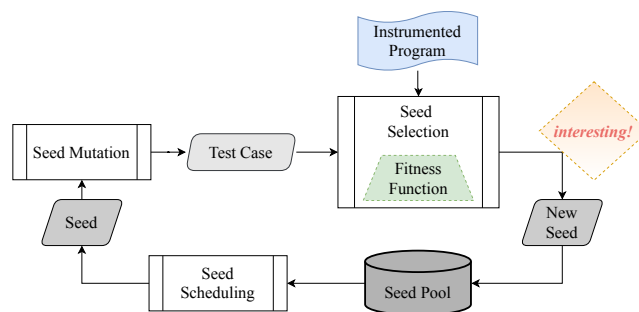 Instrumented
Program
Seed
Selection
interesting!
Seed Mutation
Test Case
Fitness
Function
Seed
New
Seed
Seed
Scheduling
Seed Pool